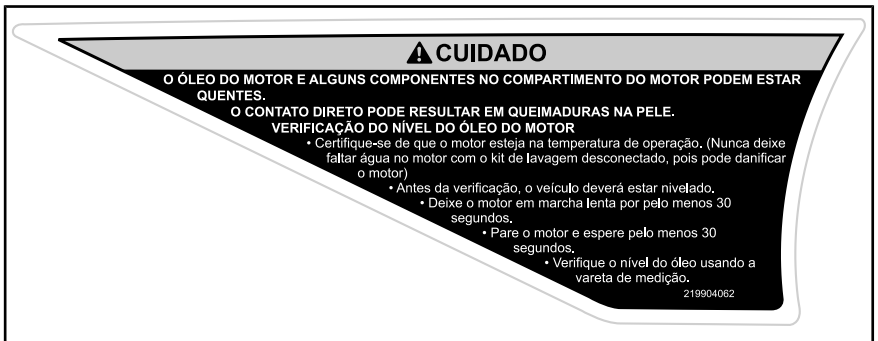 CUIDADO
O ÓLEO DO MOTOR E ALGUNS COMPONENTES NO COMPARTIMENTO DO MOTOR PODEM ESTAR
QUENTES.
O CONTATO DIRETO PODE RESULTAR EM QUEIMADURAS NA PELE.
VERIFICAÇÃO DO NÍVEL DO ÓLEO DO MOTOR
• Certifique-se de que o motor esteja na temperatura de operação. (Nunca deixe
faltar água no motor com o kit de lavagem desconectado, pois pode danificar
o motor)
• Antes da verificação, o veículo deverá estar nivelado.
• Deixe o motor em marcha lenta por pelo menos 30
segundos.
• Pare o motor e espere pelo menos 30
segundos.
• Verifique o nível do óleo usando a
vareta de medição.
219904062